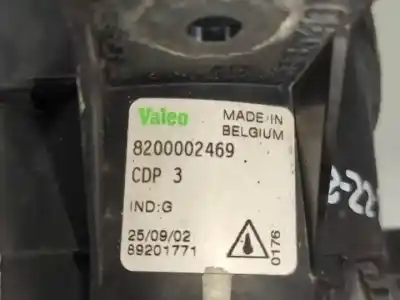 Valeo
MADE IN
BELGIUM
8200002469
CDP 3
IND:G
25/09/02
89201771
0176